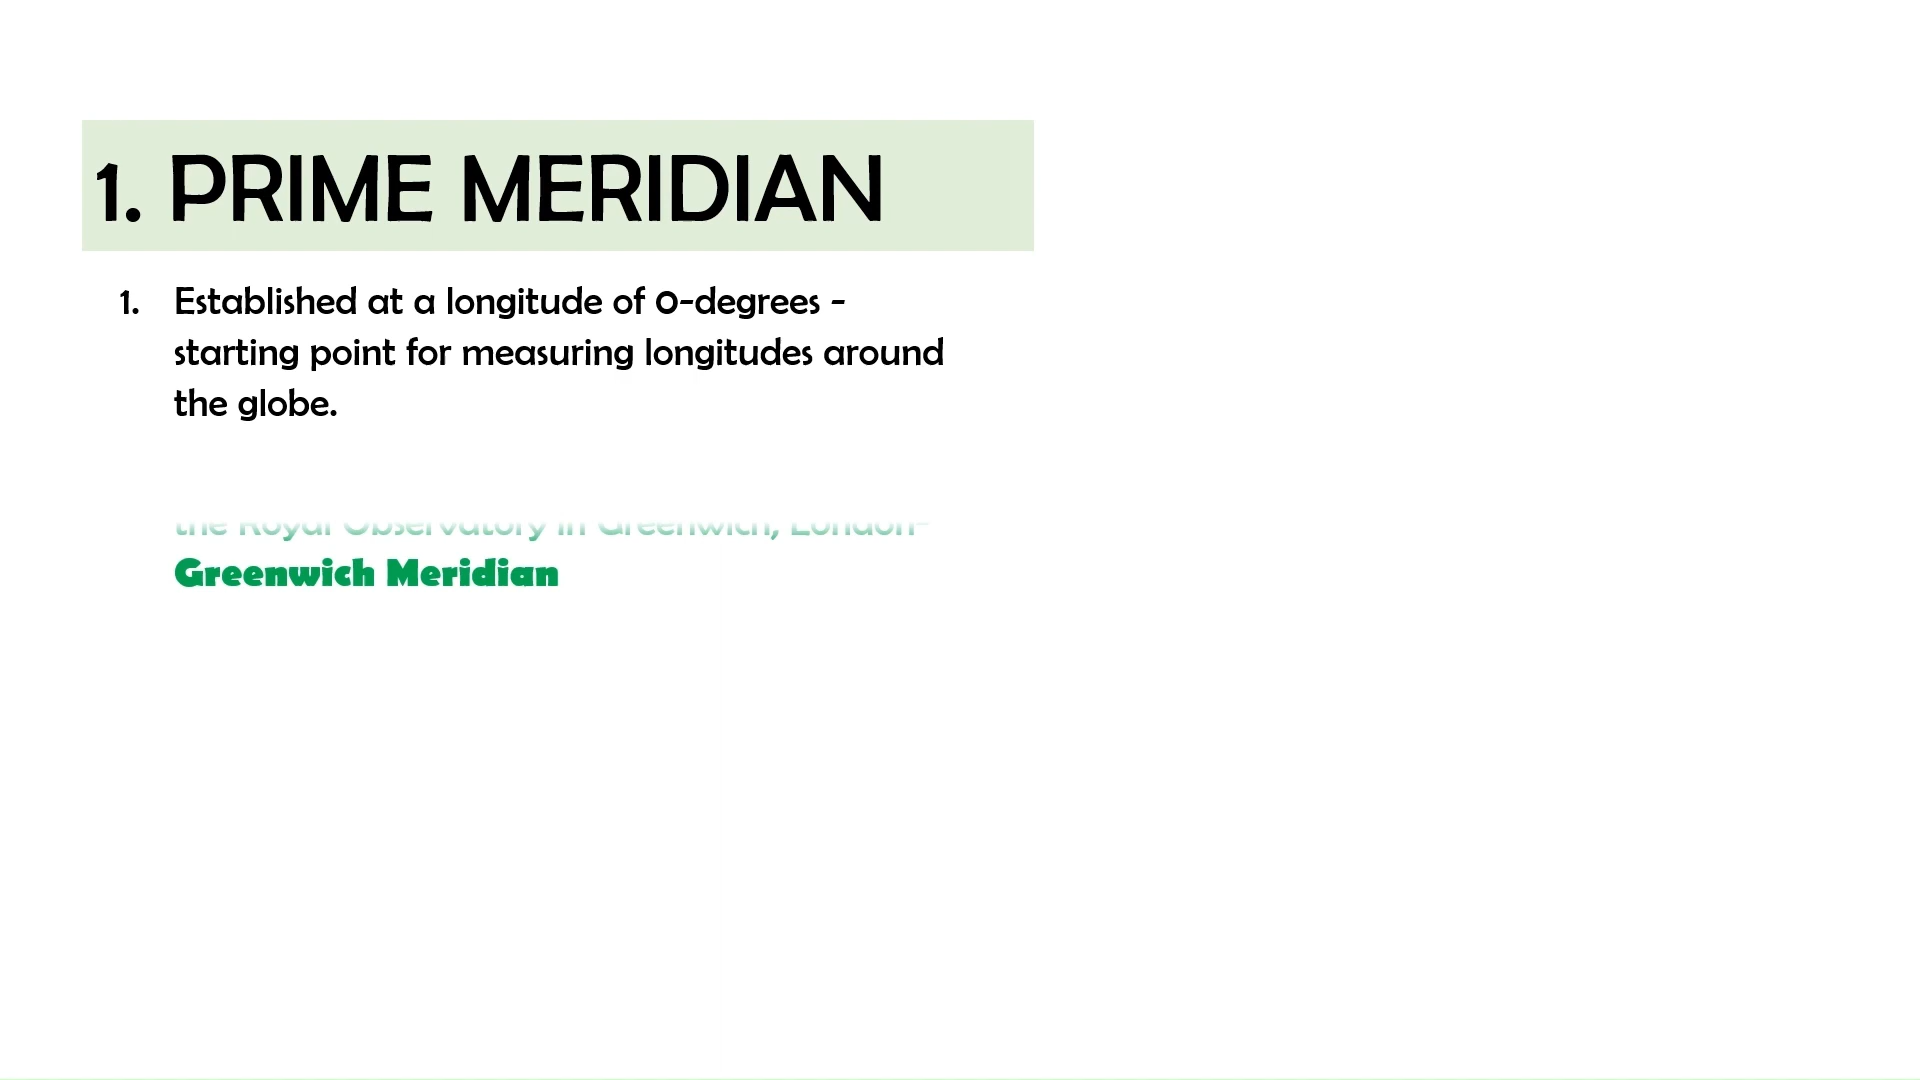 1. PRIME MERIDIAN
1. Established at a longitude of 0-degrees -
starting point for measuring longitudes around
the globe.
the Royal Observatory in Greenwich, London-
Greenwich Meridian